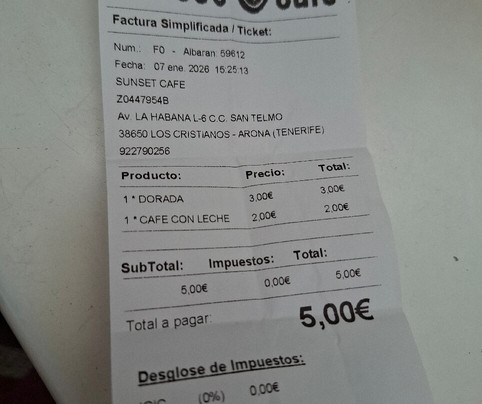 Factura Simplificada / Ticket:
Num.: F0 - Albaran: 59612
Fecha: 07 ene. 2026 15:25:13
SUNSET CAFE
Z0447954B
Av. LA HABANA L-6 C.C. SAN TELMO
38650 LOS CRISTIANOS - ARONA (TENERIFE)
922790256
Producto: Precio: Total:
1 * DORADA 3,00€ 3,00€
1 * CAFE CON LECHE 2,00€ 2,00€
SubTotal: Impuestos: Total:
5,00€ 0,00€ 5,00€
Total a pagar: 5,00€
Desglose de Impuestos:
(0%) 0,00€